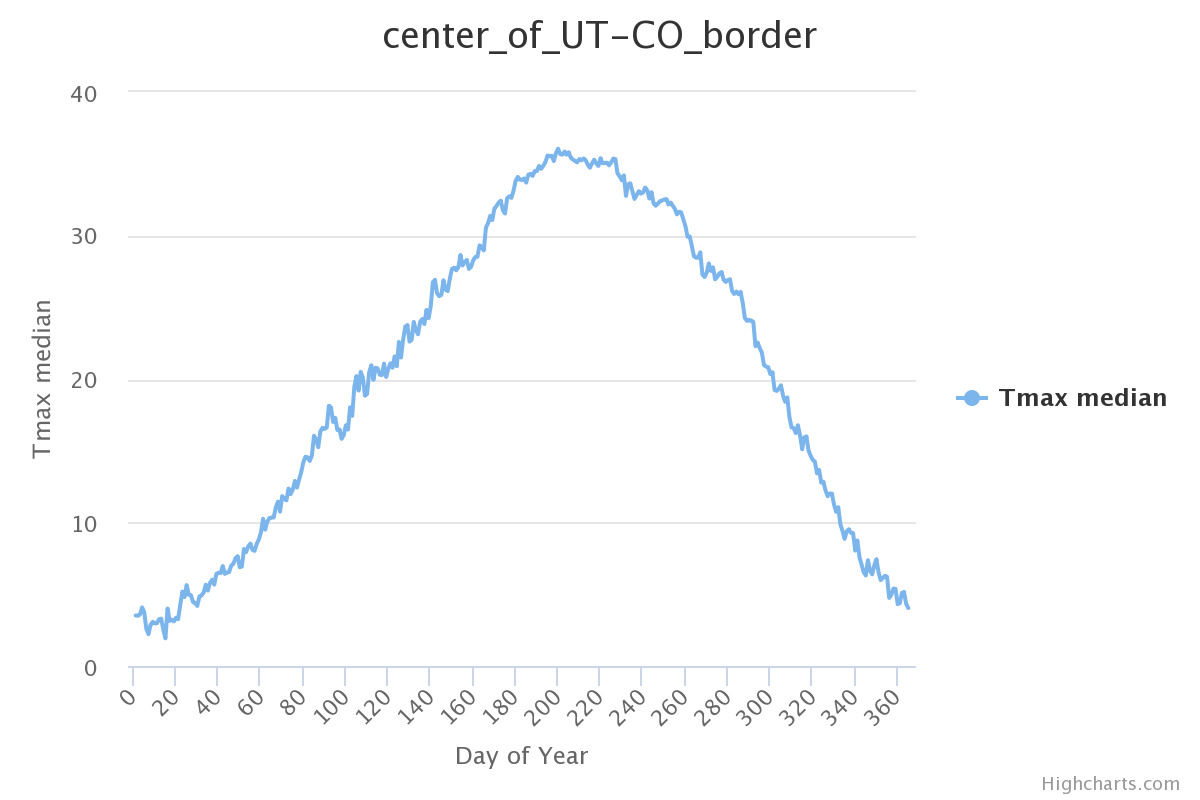 center_of_UT-CO_border
Tmax median
40
30
20
10
0
0 20 40 60 80 100 120 140 160 180 200 220 240 260 280 300 320 340 360
Day of Year
Tmax median
Highcharts.com